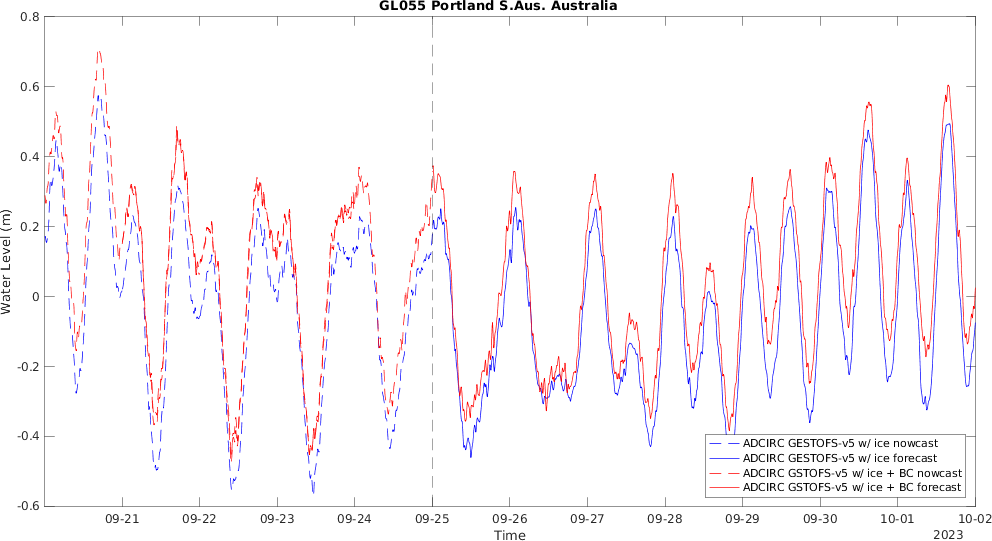 GL055 Portland S.Aus. Australia
0.8
0.6
0.4
0.2
0
-0.2
-0.4
-0.6
Water Level (m)
ADCIRC GESTOFS-v5 w/ ice nowcast
ADCIRC GESTOFS-v5 w/ ice forecast
ADCIRC GSTOFS-v5 w/ ice + BC nowcast
ADCIRC GSTOFS-v5 w/ ice + BC forecast
09-21 09-22 09-23 09-24 09-25 09-26 09-27 09-28 09-29 09-30 10-01 10-02
Time
2023